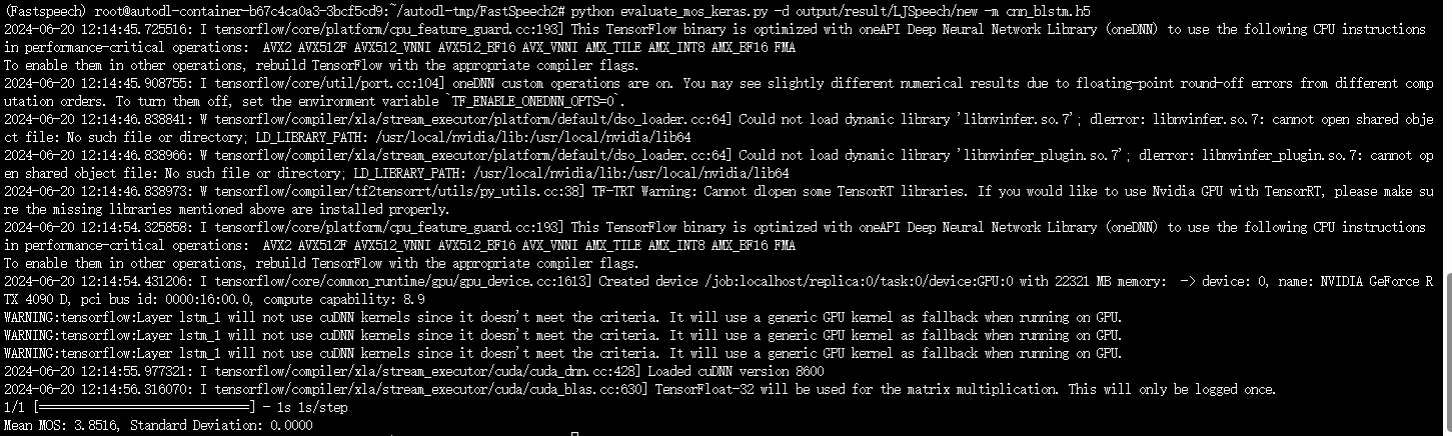 (Fastspeech) root@autodl-container-b67c4ca0a3-3bcf5cd9:~/autodl-tmp/FastSpeech2# python evaluate_mos_keras.py -d output/result/LJSpeech/new -m cnn_blstm.h5
2024-06-20 12:14:45.725516: I tensorflow/core/platform/cpu_feature_guard.cc:193] This TensorFlow binary is optimized with oneAPI Deep Neural Network Library (oneDNN) to use the following CPU instructions
in performance-critical operations:  AVX2 AVX512F AVX512_VNNI AVX512_BF16 AVX_VNNI AMX_TILE AMX_INT8 AMX_BF16 FMA
To enable them in other operations, rebuild TensorFlow with the appropriate compiler flags.
2024-06-20 12:14:45.908755: I tensorflow/core/util/port.cc:104] oneDNN custom operations are on. You may see slightly different numerical results due to floating-point round-off errors from different comp
utation orders. To turn them off, set the environment variable `TF_ENABLE_ONEDNN_OPTS=0`.
2024-06-20 12:14:46.838841: W tensorflow/compiler/xla/stream_executor/platform/default/dso_loader.cc:64] Could not load dynamic library 'libnvinfer.so.7'; dlerror: libnvinfer.so.7: cannot open shared obje
ct file: No such file or directory; LD_LIBRARY_PATH: /usr/local/nvidia/lib:/usr/local/nvidia/lib64
2024-06-20 12:14:46.838966: W tensorflow/compiler/xla/stream_executor/platform/default/dso_loader.cc:64] Could not load dynamic library 'libnvinfer_plugin.so.7'; dlerror: libnvinfer_plugin.so.7: cannot op
en shared object file: No such file or directory; LD_LIBRARY_PATH: /usr/local/nvidia/lib:/usr/local/nvidia/lib64
2024-06-20 12:14:46.838973: W tensorflow/compiler/tf2tensorrt/utils/py_utils.cc:38] TF-TRT Warning: Cannot dlopen some TensorRT libraries. If you would like to use Nvidia GPU with TensorRT, please make su
re the missing libraries mentioned above are installed properly.
2024-06-20 12:14:54.325858: I tensorflow/core/platform/cpu_feature_guard.cc:193] This TensorFlow binary is optimized with oneAPI Deep Neural Network Library (oneDNN) to use the following CPU instructions
in performance-critical operations:  AVX2 AVX512F AVX512_VNNI AVX512_BF16 AVX_VNNI AMX_TILE AMX_INT8 AMX_BF16 FMA
To enable them in other operations, rebuild TensorFlow with the appropriate compiler flags.
2024-06-20 12:14:54.431206: I tensorflow/core/common_runtime/gpu/gpu_device.cc:1613] Created device /job:localhost/replica:0/task:0/device:GPU:0 with 22321 MB memory:  -> device: 0, name: NVIDIA GeForce R
TX 4090 D, pci bus id: 0000:16:00.0, compute capability: 8.9
WARNING:tensorflow:Layer lstm_1 will not use cuDNN kernels since it doesn't meet the criteria. It will use a generic GPU kernel as fallback when running on GPU.
WARNING:tensorflow:Layer lstm_1 will not use cuDNN kernels since it doesn't meet the criteria. It will use a generic GPU kernel as fallback when running on GPU.
WARNING:tensorflow:Layer lstm_1 will not use cuDNN kernels since it doesn't meet the criteria. It will use a generic GPU kernel as fallback when running on GPU.
2024-06-20 12:14:55.977321: I tensorflow/compiler/xla/stream_executor/cuda/cuda_dnn.cc:428] Loaded cuDNN version 8600
2024-06-20 12:14:56.316070: I tensorflow/compiler/xla/stream_executor/cuda/cuda_blas.cc:630] TensorFloat-32 will be used for the matrix multiplication. This will only be logged once.
1/1 [==============================] - 1s 1s/step
Mean MOS: 3.8516, Standard Deviation: 0.0000